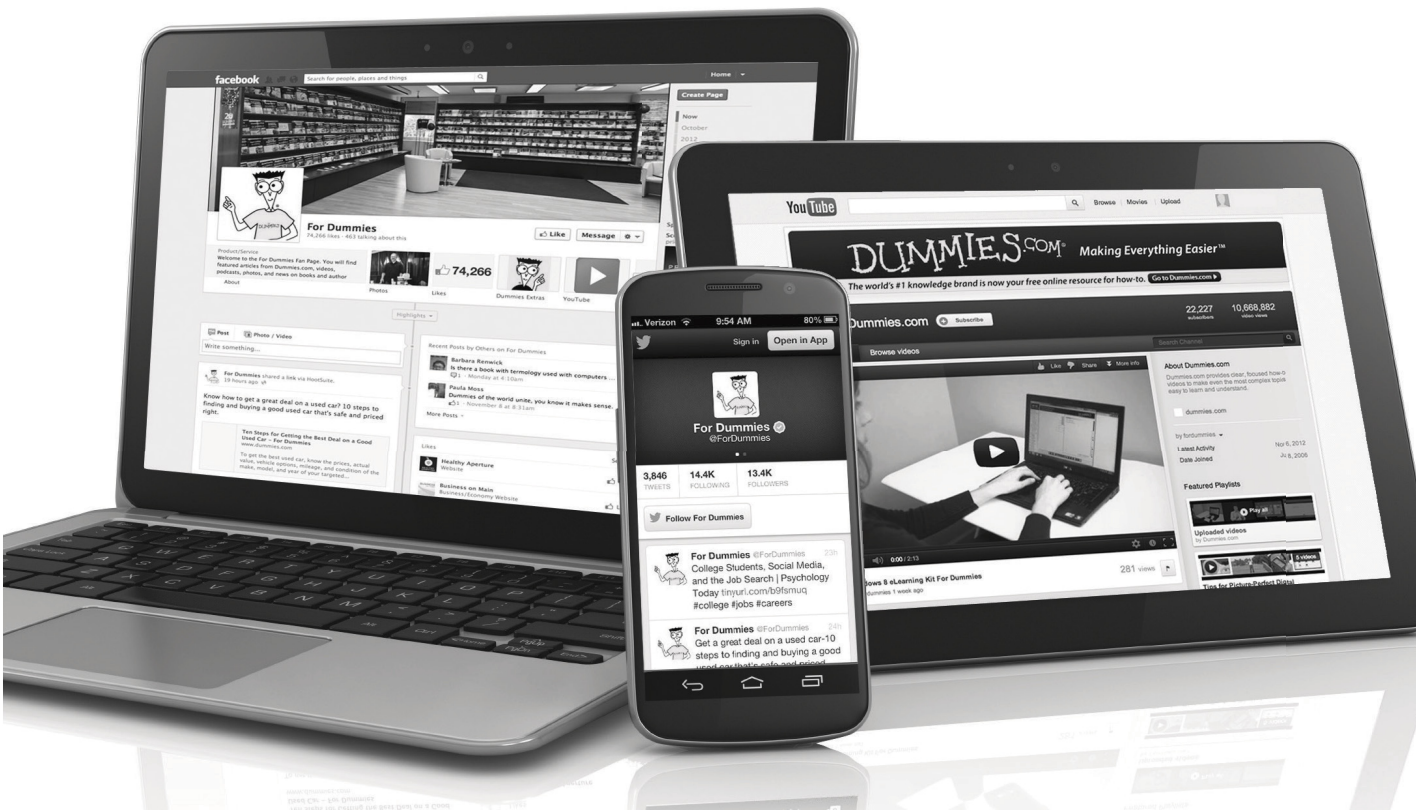 facebook
Search for people, places and things
Home
Create Page
Now
October
2012
For Dummies
74,266 likes · 463 talking about this
Like
Message
Product/Service
Welcome to the For Dummies Fan Page. You will find
featured articles from Dummies.com, videos,
podcasts, photos, and news on books and author
About
Photos
74,266
Likes
Dummies Extras
YouTube
Highlights
Post
Photo / Video
Write something...
For Dummies shared a link via HootSuite.
19 hours ago
Know how to get a great deal on a used car? 10 steps to
finding and buying a good used car that's safe and priced
right.
Ten Steps for Getting the Best Deal on a Good
Used Car – For Dummies
www.dummies.com
To get the best used car, know the prices, actual
value, vehicle options, mileage, and condition of the
make, model, and year of your targeted...
Recent Posts by Others on For Dummies
Barbara Renwick
Is there a book with termology used with computers ...
1 · Monday at 4:10am
Paula Moss
Dummies of the world unite, you know it makes sense.
3 · November 8 at 8:31am
More Posts
Likes
Healthy Aperture
Website
Business on Main
Business/Economy Website
Verizon
9:54 AM
80%
Sign in
Open in App
For Dummies
@ForDummies
3,846
TWEETS
14.4K
FOLLOWING
13.4K
FOLLOWERS
Follow For Dummies
For Dummies @ForDummies 23h
College Students, Social Media,
and the Job Search | Psychology
Today tinyurl.com/b9fsmuq
#college #jobs #careers
For Dummies @ForDummies 24h
Get a great deal on a used car-10
steps to finding and buying a good
used car that's safe and priced
YouTube
Browse
Movies
Upload
DUMMIES.COM®
Making Everything Easier™
The world's #1 knowledge brand is now your free online resource for how-to.
Go to Dummies.com
Dummies.com
Subscribe
22,227
subscribers
10,668,882
video views
Browse videos
Search Channel
Like
Share
More info
0:00 / 2:13
ows 8 eLearning Kit For Dummies
dummies 1 week ago
281 views
About Dummies.com
Dummies.com provides clear, focused how-o
videos to make even the most complex topic
easy to learn and understand.
dummies.com
by fordummies
Latest Activity
Nov 6, 2012
Date Joined
Featured Playlists
Play all
Uploaded videos
by Dummies.com
5 videos
Tips for Picture-Perfect Digital